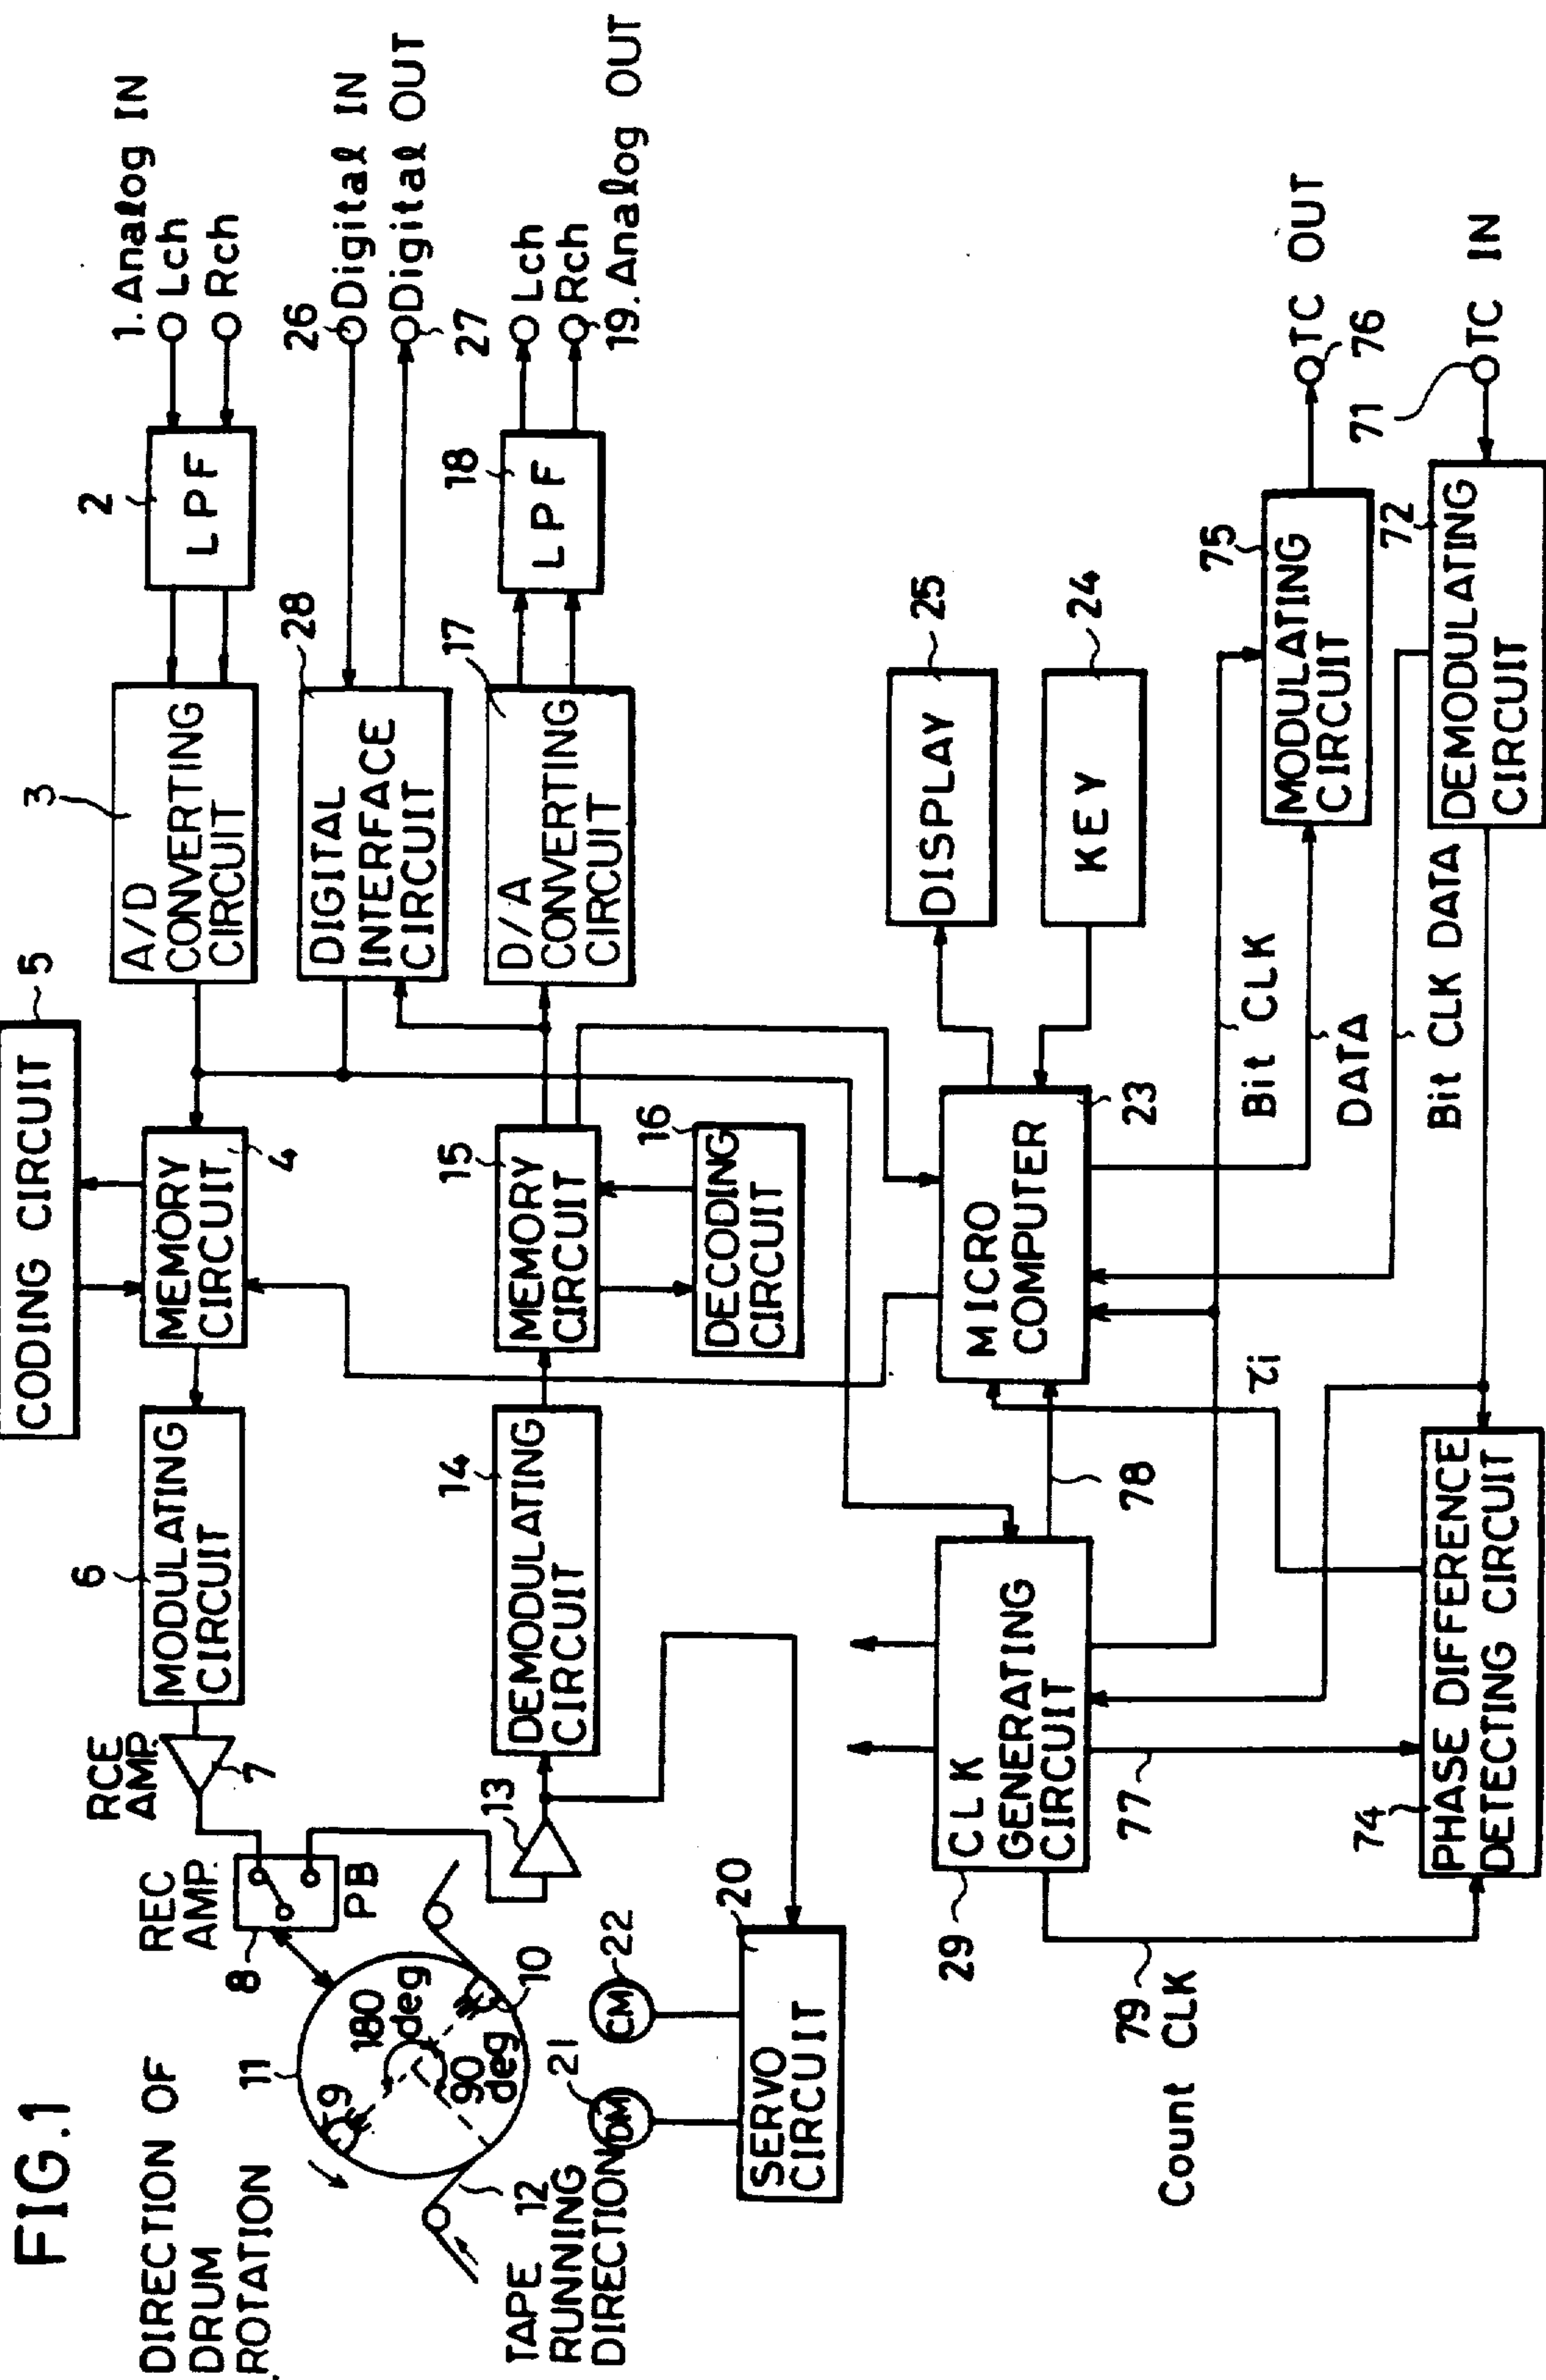 FIG.1
DIRECTION OF
DRUM
ROTATION
11
9
180
deg
90
deg
10
TAPE 12
RUNNING
DIRECTION
8
REC
AMP.
PB
RCE
AMP.
7
13
6
MODULATING
CIRCUIT
CODING CIRCUIT
5
MEMORY
CIRCUIT
4
3
A/D
CONVERTING
CIRCUIT
2
LPF
1. Analog IN
Lch
Rch
28
DIGITAL
INTERFACE
CIRCUIT
26
Digital IN
Digital OUT
27
14
DEMODULATING
CIRCUIT
15
MEMORY
CIRCUIT
16
DECODING
CIRCUIT
17
D/A
CONVERTING
CIRCUIT
18
LPF
Lch
Rch
19. Analog OUT
21
DM
22
CM
20
SERVO
CIRCUIT
29
CLK
GENERATING
CIRCUIT
78
MICRO
COMPUTER
23
DISPLAY
25
KEY
24
77
79
Count CLK
74
PHASE DIFFERENCE
DETECTING CIRCUIT
i2
Bit CLK
DATA
Bit CLK DATA
75
MODULATING
CIRCUIT
TC OUT
76
72
DEMODULATING
CIRCUIT
71
TC IN